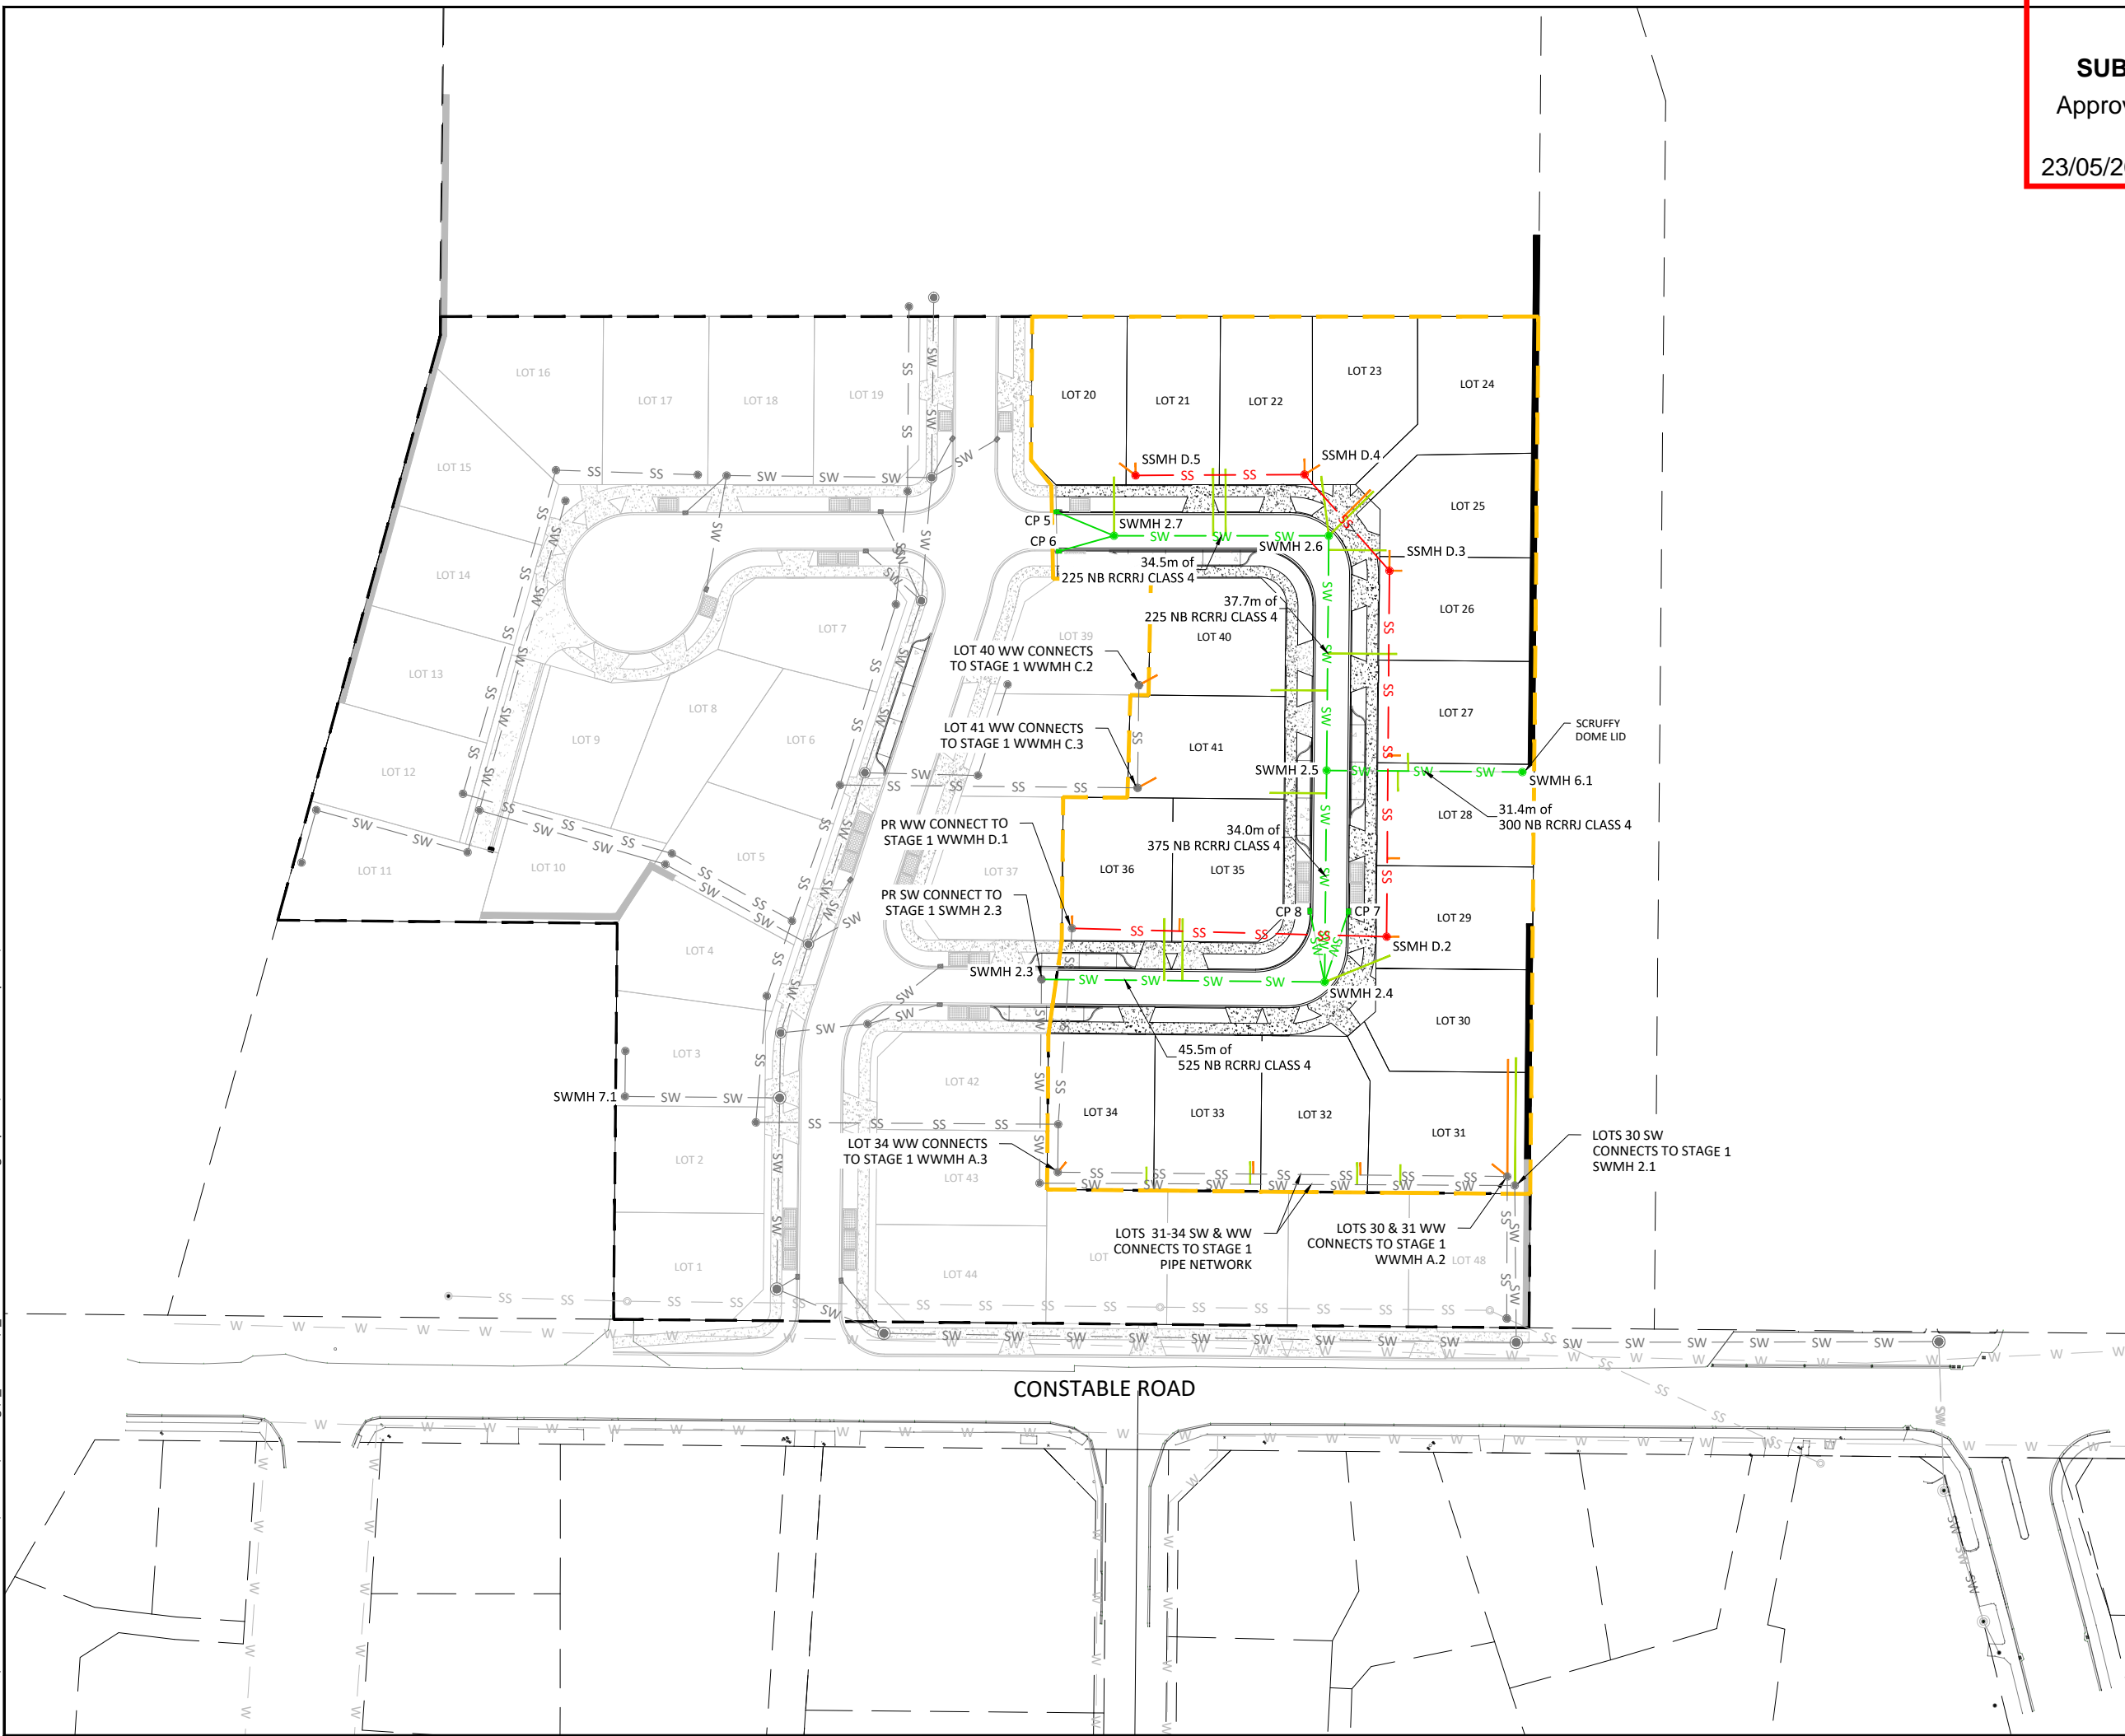 SUB
Approv
23/05/20
LOT 16
LOT 17
LOT 18
LOT 19
LOT 20
LOT 21
LOT 22
LOT 23
LOT 24
LOT 15
LOT 14
LOT 13
LOT 12
LOT 11
LOT 10
LOT 9
LOT 8
LOT 7
LOT 6
LOT 5
LOT 4
LOT 3
LOT 2
LOT 1
SSMH D.5
SSMH D.4
LOT 25
CP 5
SWMH 2.7
CP 6
SWMH 2.6
SSMH D.3
34.5m of
225 NB RCRRJ CLASS 4
37.7m of
225 NB RCRRJ CLASS 4
LOT 26
LOT 39
LOT 40
LOT 40 WW CONNECTS
TO STAGE 1 WWMH C.2
LOT 27
LOT 41 WW CONNECTS
TO STAGE 1 WWMH C.3
LOT 41
SCRUFFY
DOME LID
SWMH 2.5
SWMH 6.1
31.4m of
300 NB RCRRJ CLASS 4
LOT 28
PR WW CONNECT TO
STAGE 1 WWMH D.1
34.0m of
375 NB RCRRJ CLASS 4
LOT 37
LOT 36
LOT 35
PR SW CONNECT TO
STAGE 1 SWMH 2.3
CP 8
CP 7
LOT 29
SSMH D.2
SWMH 2.3
SWMH 2.4
LOT 30
45.5m of
525 NB RCRRJ CLASS 4
LOT 42
SWMH 7.1
LOT 34
LOT 33
LOT 32
LOT 31
LOT 34 WW CONNECTS
TO STAGE 1 WWMH A.3
LOTS 30 SW
CONNECTS TO STAGE 1
SWMH 2.1
LOT 43
LOTS 31-34 SW & WW
CONNECTS TO STAGE 1
PIPE NETWORK
LOTS 30 & 31 WW
CONNECTS TO STAGE 1
WWMH A.2
LOT 44
LOT
LOT 48
SS
SW
W
CONSTABLE ROAD